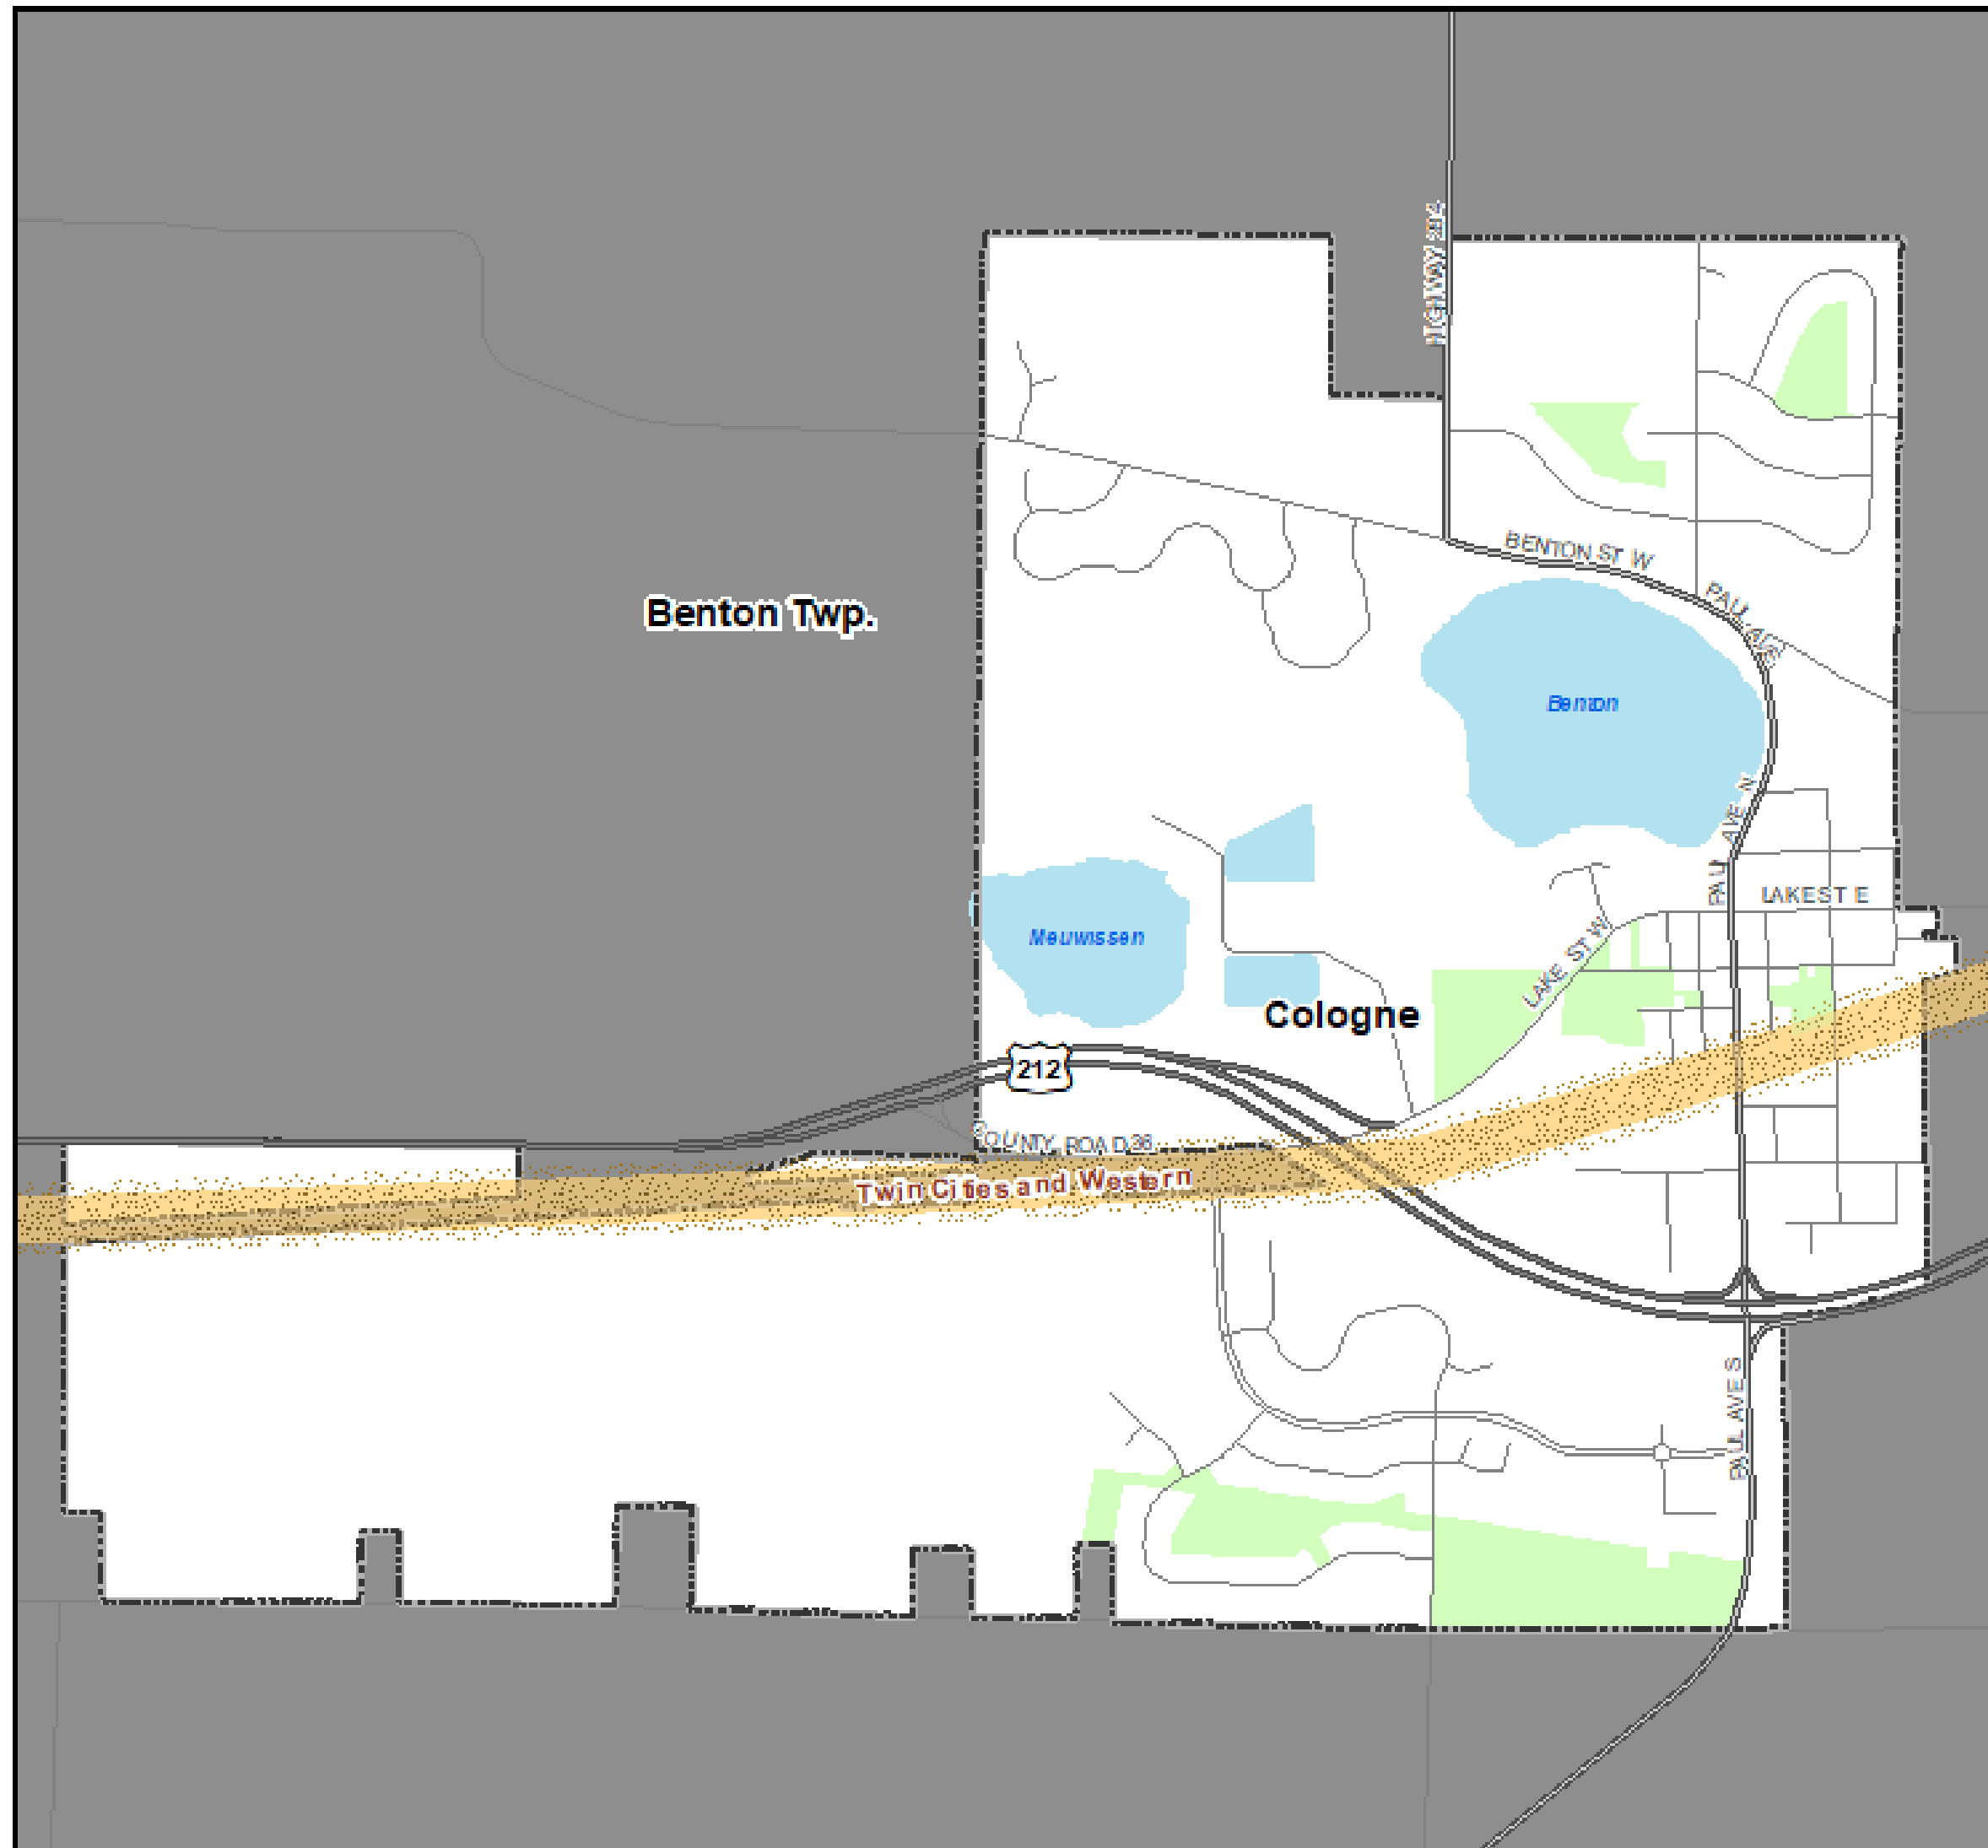 HIGHWAY 284
BENTON ST W
PAUL AVE
Benton Twp.
Benton
PAUL AVE N
LAKE ST E
Meuwissen
LAKE ST W
Cologne
212
COUNTY ROAD 36
Twin Cities and Western
PAUL AVE S